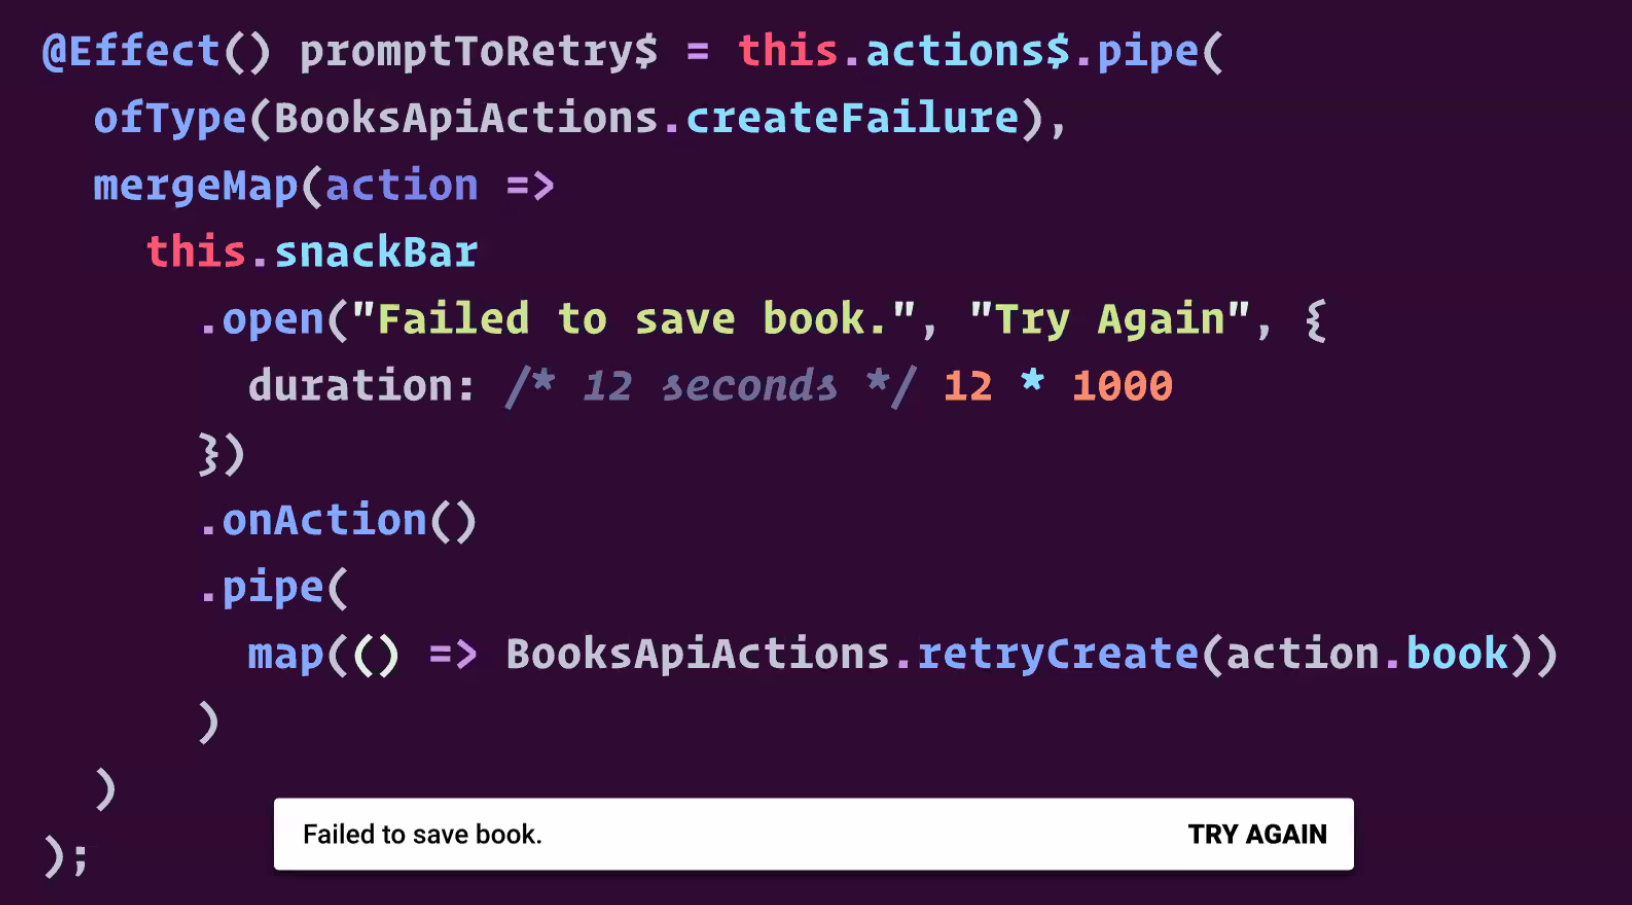 @Effect() promptToRetry$ = this.actions$.pipe(
ofType(BooksApiActions.createFailure),
mergeMap(action =>
this.snackBar
.open("Failed to save book.", "Try Again", {
duration: /* 12 seconds */ 12 * 1000
})
.onAction()
.pipe(
map(() => BooksApiActions.retryCreate(action.book))
)
)
);
Failed to save book. TRY AGAIN